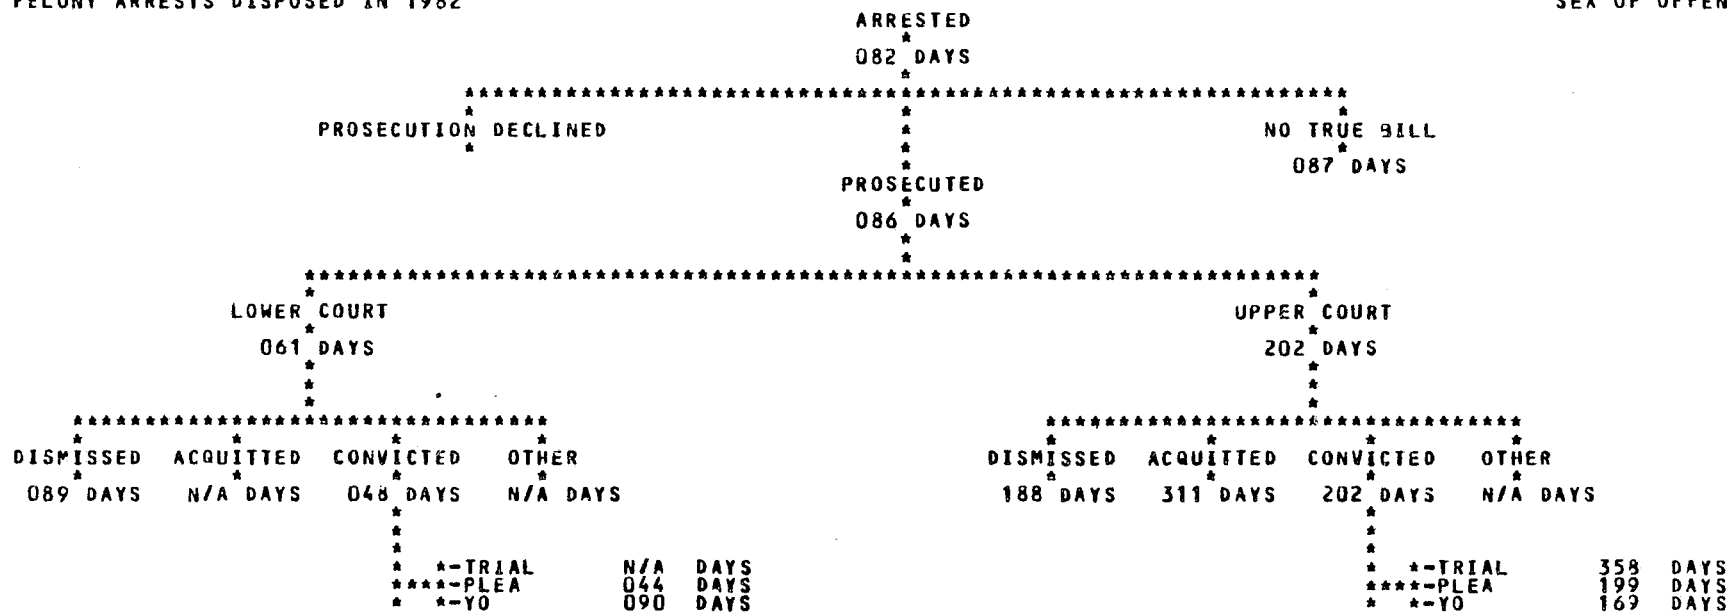 FELONY ARRESTS DISPOSED IN 1982 SEX OF OFFEN
ARRESTED
082 DAYS
PROSECUTION DECLINED NO TRUE BILL
087 DAYS
PROSECUTED
086 DAYS
LOWER COURT UPPER COURT
061 DAYS 202 DAYS
DISMISSED ACQUITTED CONVICTED OTHER DISMISSED ACQUITTED CONVICTED OTHER
089 DAYS N/A DAYS 048 DAYS N/A DAYS 188 DAYS 311 DAYS 202 DAYS N/A DAYS
*-TRIAL N/A DAYS *-TRIAL 358 DAYS
****-PLEA 044 DAYS ****-PLEA 199 DAYS
* *-YO 090 DAYS * *-YO 169 DAYS